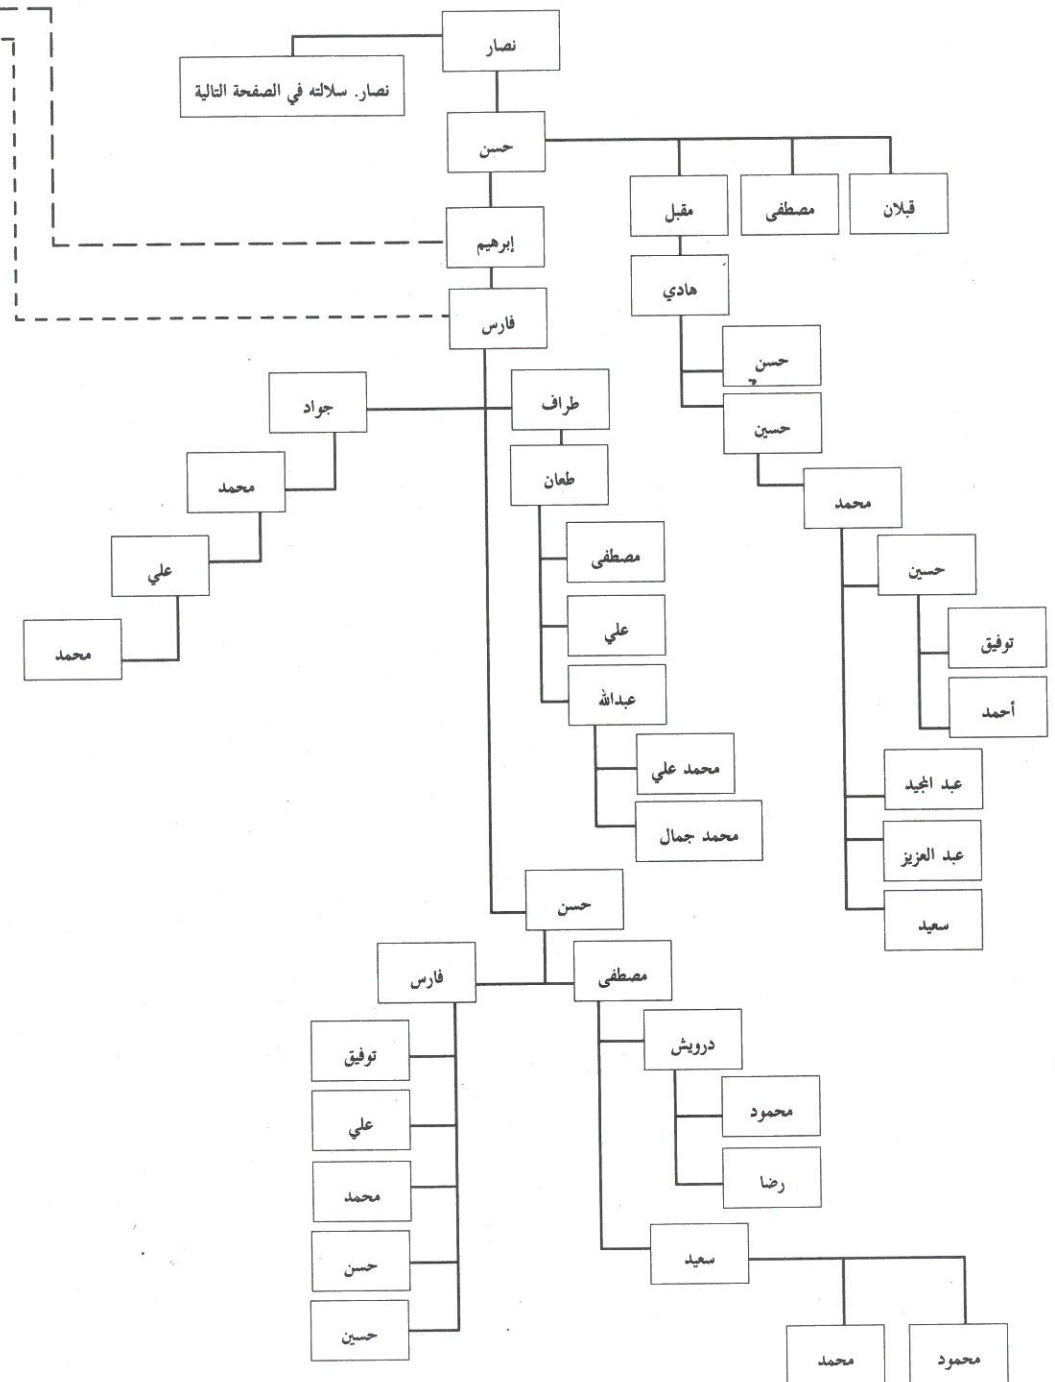 نصار
نصار. سلالته في الصفحة التالية
حسن
قبلان
مصطفى
مقبل
إبرهيم
هادي
فارس
حسن
حسين
طراف
جواد
طعان
محمد
محمد
مصطفى
حسين
علي
علي
توفيق
محمد
عبدالله
أحمد
محمد علي
عبد المجيد
محمد جمال
عبد العزيز
حسن
سعيد
مصطفى
فارس
درويش
توفيق
محمود
علي
رضا
محمد
سعيد
حسن
حسين
محمود
محمد